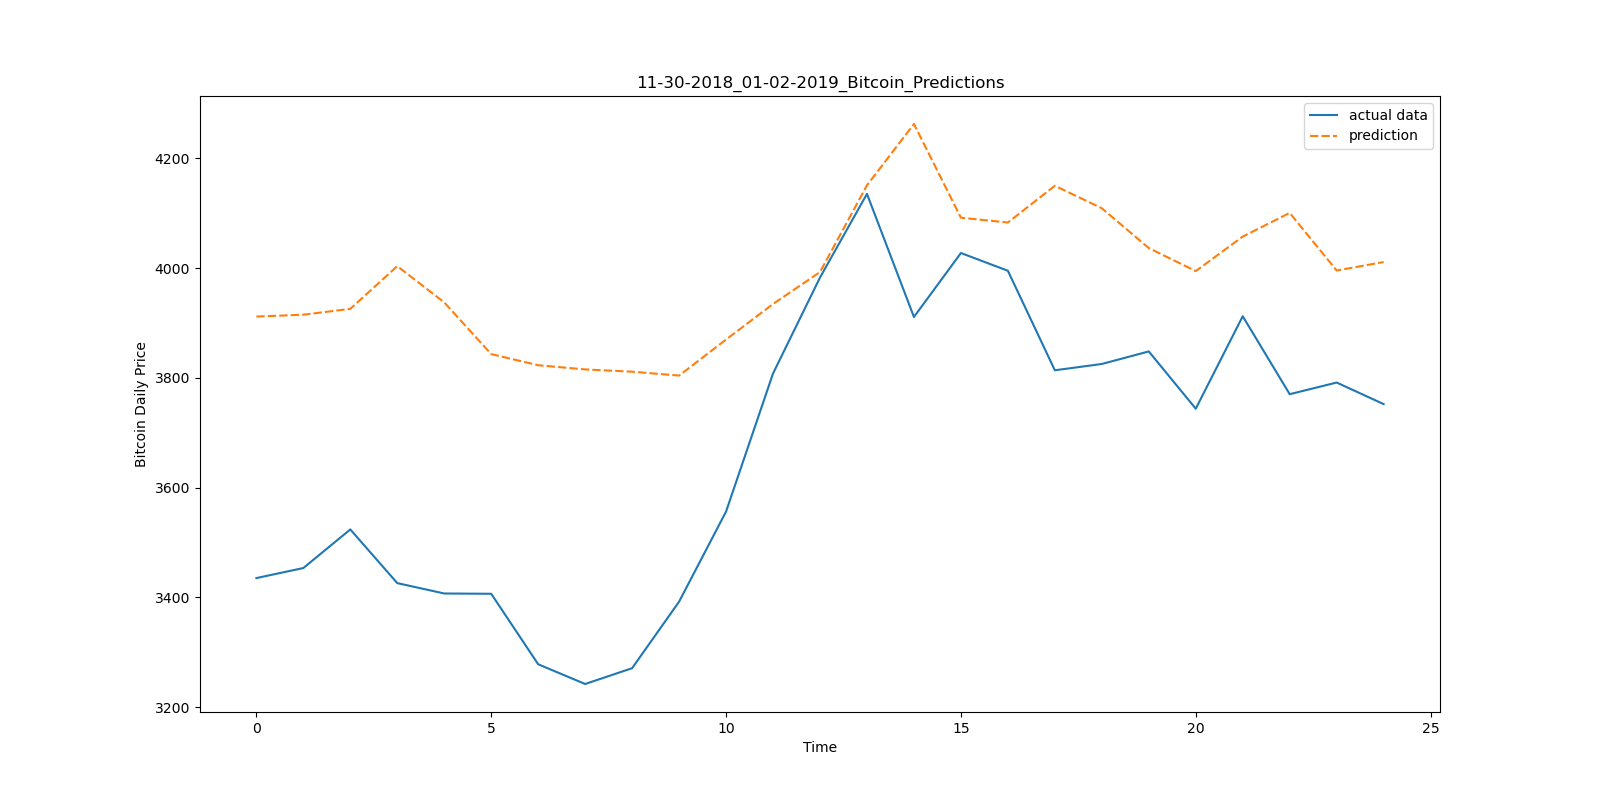 11-30-2018_01-02-2019_Bitcoin_Predictions
actual data
prediction
4200
4000
3800
3600
3400
3200
Bitcoin Daily Price
0 5 10 15 20 25
Time